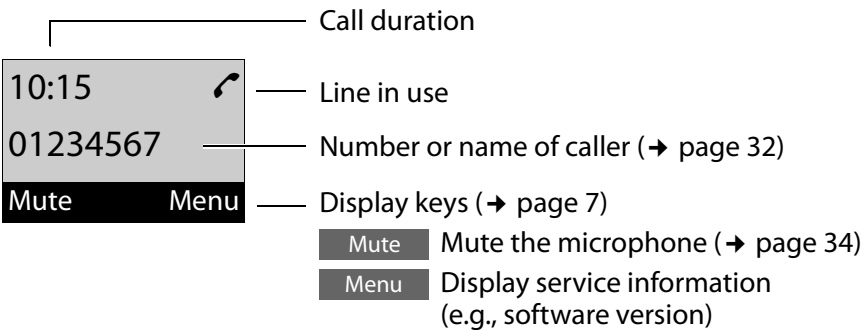 Call duration
10:15
Line in use
01234567
Number or name of caller (➔ page 32)
Mute Menu
Display keys (➔ page 7)
Mute Mute the microphone (➔ page 34)
Menu Display service information
(e.g., software version)